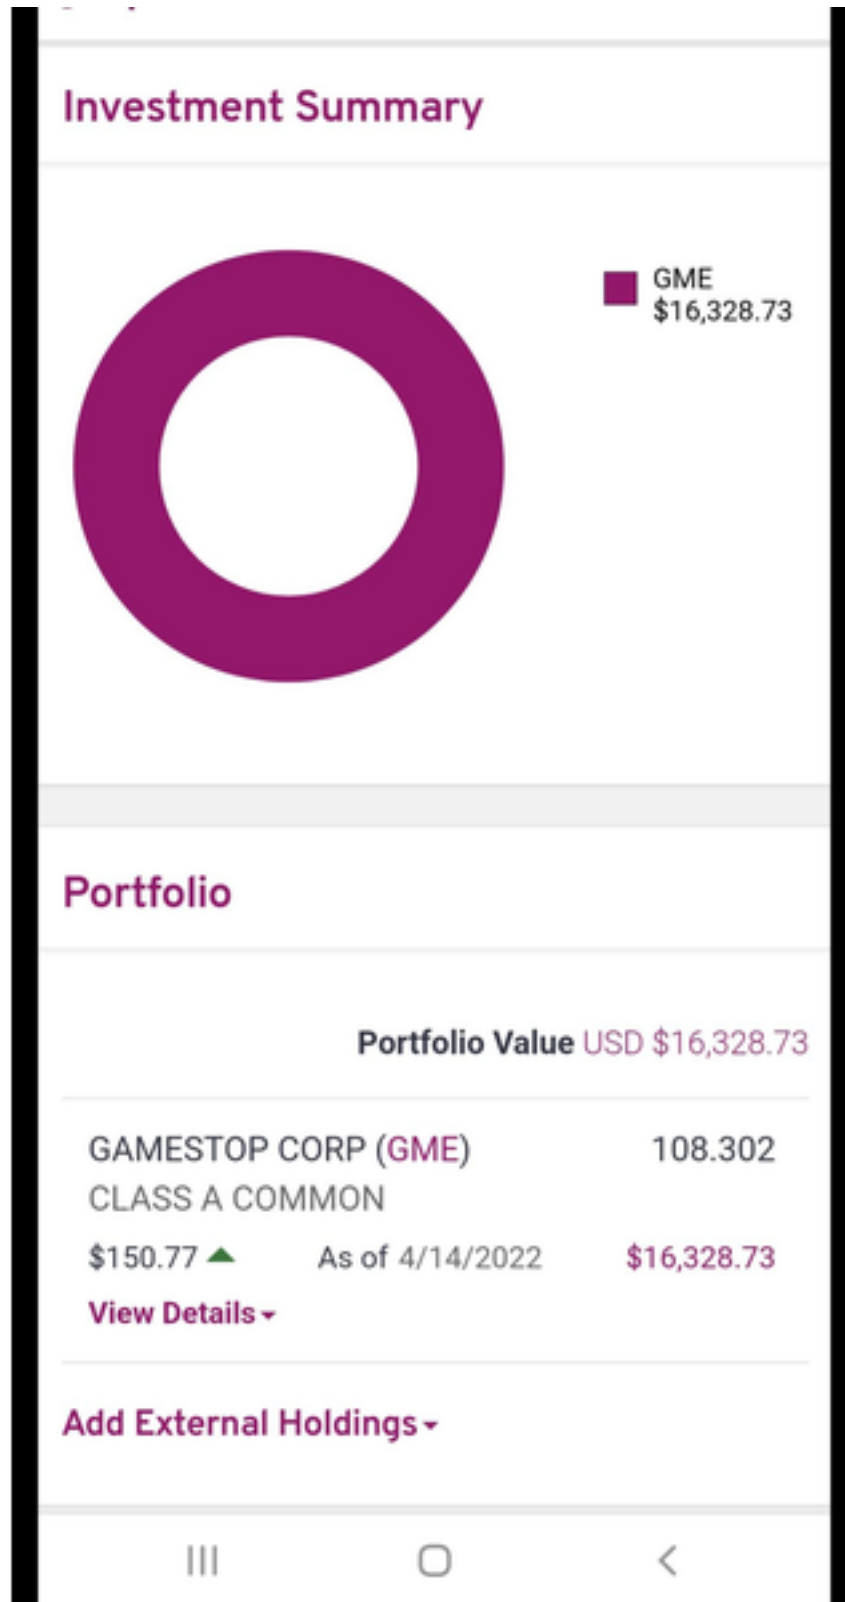 Investment Summary
GME
$16,328.73
Portfolio
Portfolio Value USD $16,328.73
GAMESTOP CORP (GME) 108.302
CLASS A COMMON
$150.77 As of 4/14/2022 $16,328.73
View Details
Add External Holdings